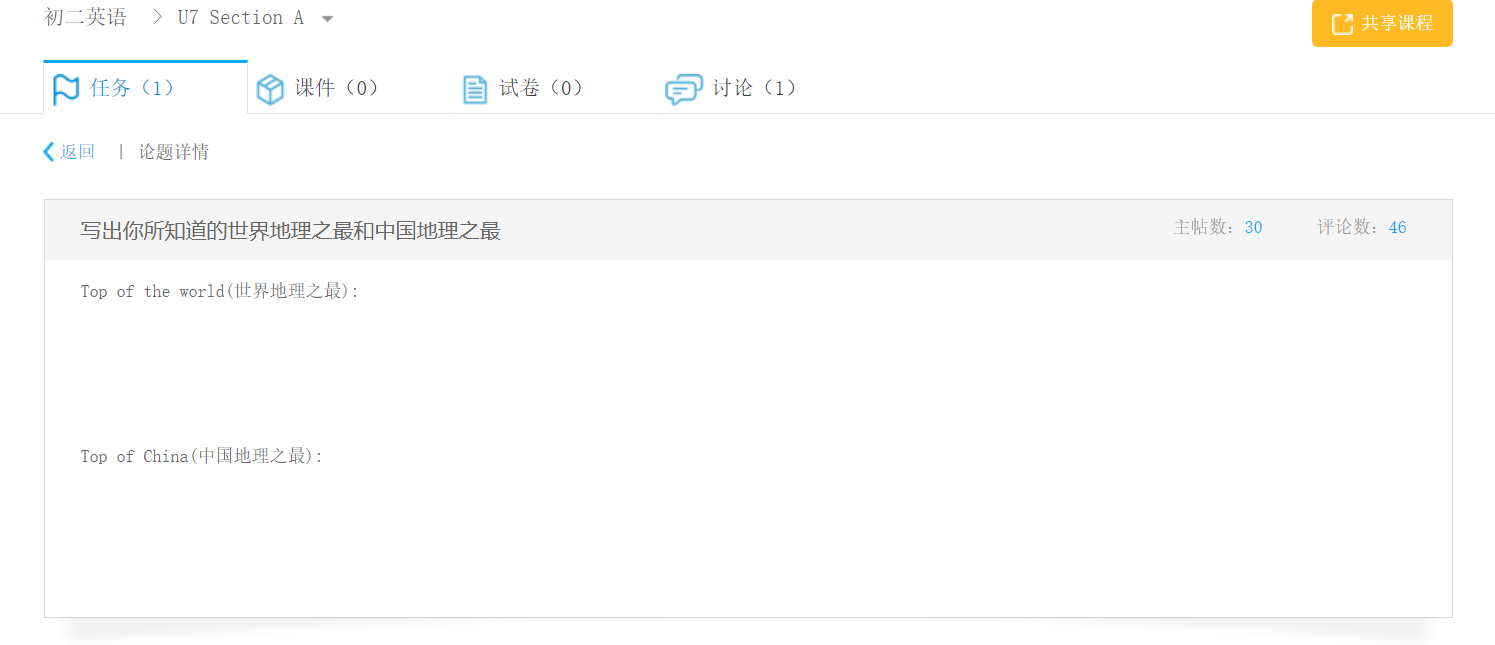 初二英语 > U7 Section A
共享课程
任务（1） 课件（0） 试卷（0） 讨论（1）
返回 | 论题详情
写出你所知道的世界地理之最和中国地理之最 主帖数：30 评论数：46
Top of the world(世界地理之最):
Top of China(中国地理之最):